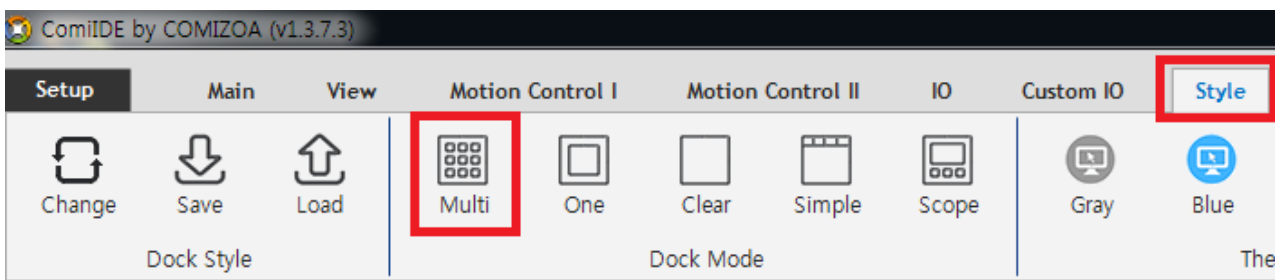 ComiIDE by COMIZOA (v1.3.7.3)
Setup Main View Motion Control I Motion Control II IO Custom IO Style
Change Save Load Multi One Clear Simple Scope Gray Blue
Dock Style Dock Mode The